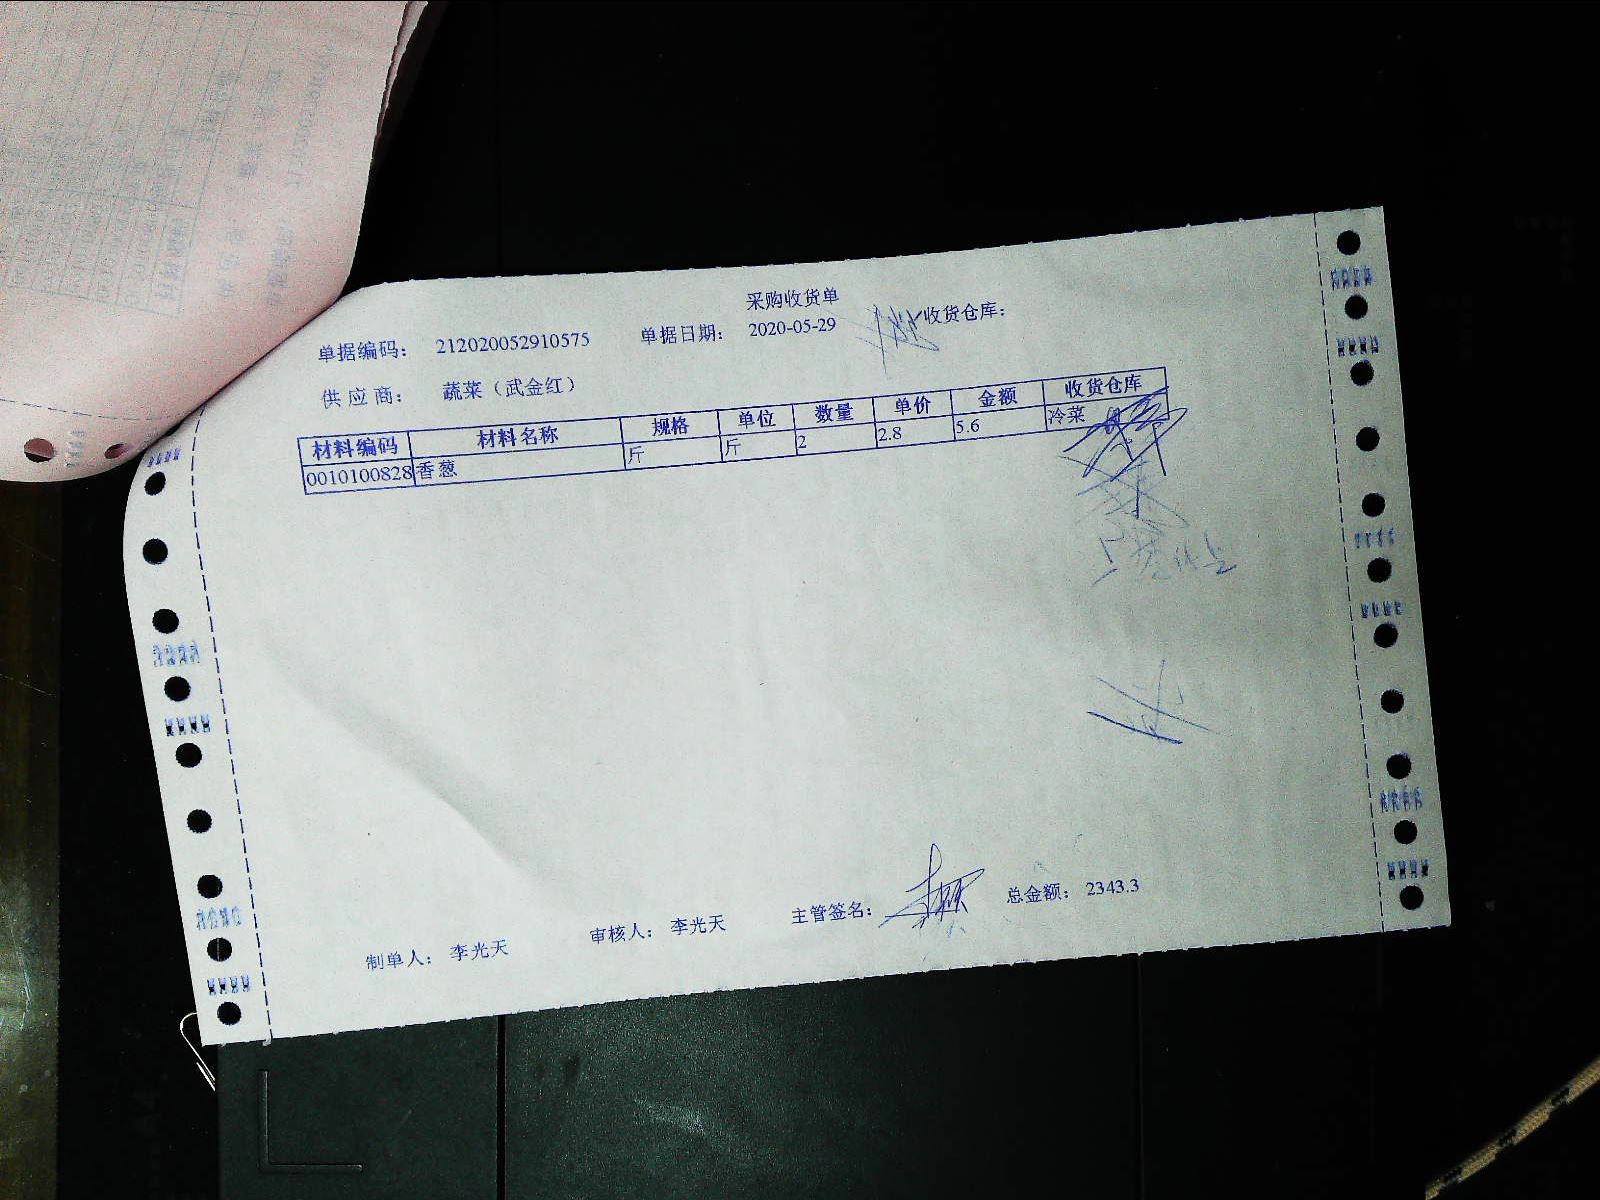 采购收货单
单据编码： 212020052910575 单据日期： 2020-05-29 收货仓库：
供应商： 蔬菜（武金红）
材料编码 材料名称 规格 单位 数量 单价 金额 收货仓库
0010100828 香葱 斤 斤 2 2.8 5.6 冷菜
制单人： 李光天 审核人： 李光天 主管签名： 总金额： 2343.3